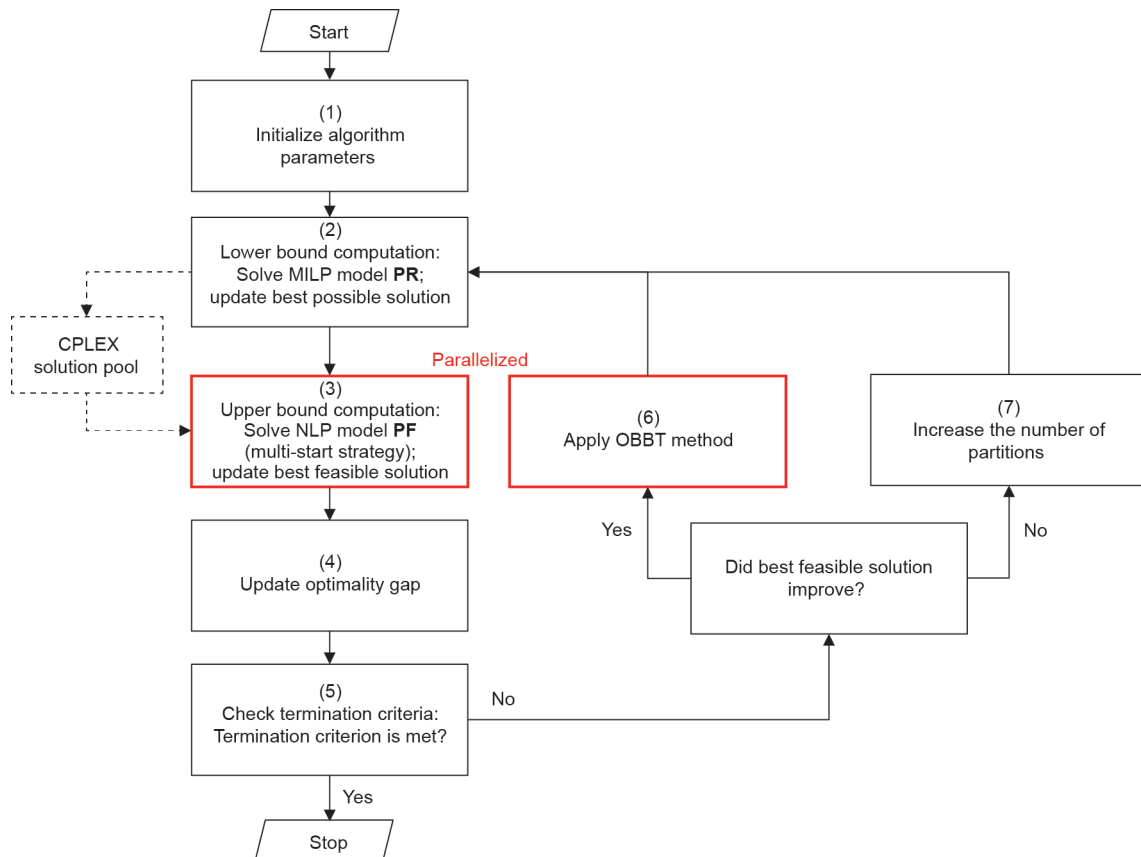 Start
(1)
Initialize algorithm
parameters
(2)
Lower bound computation:
Solve MILP model PR;
update best possible solution
CPLEX
solution pool
Parallelized
(3)
Upper bound computation:
Solve NLP model PF
(multi-start strategy);
update best feasible solution
(6)
Apply OBBT method
(7)
Increase the number of
partitions
Yes
No
Did best feasible solution
improve?
(4)
Update optimality gap
(5)
Check termination criteria:
Termination criterion is met?
No
Yes
Stop